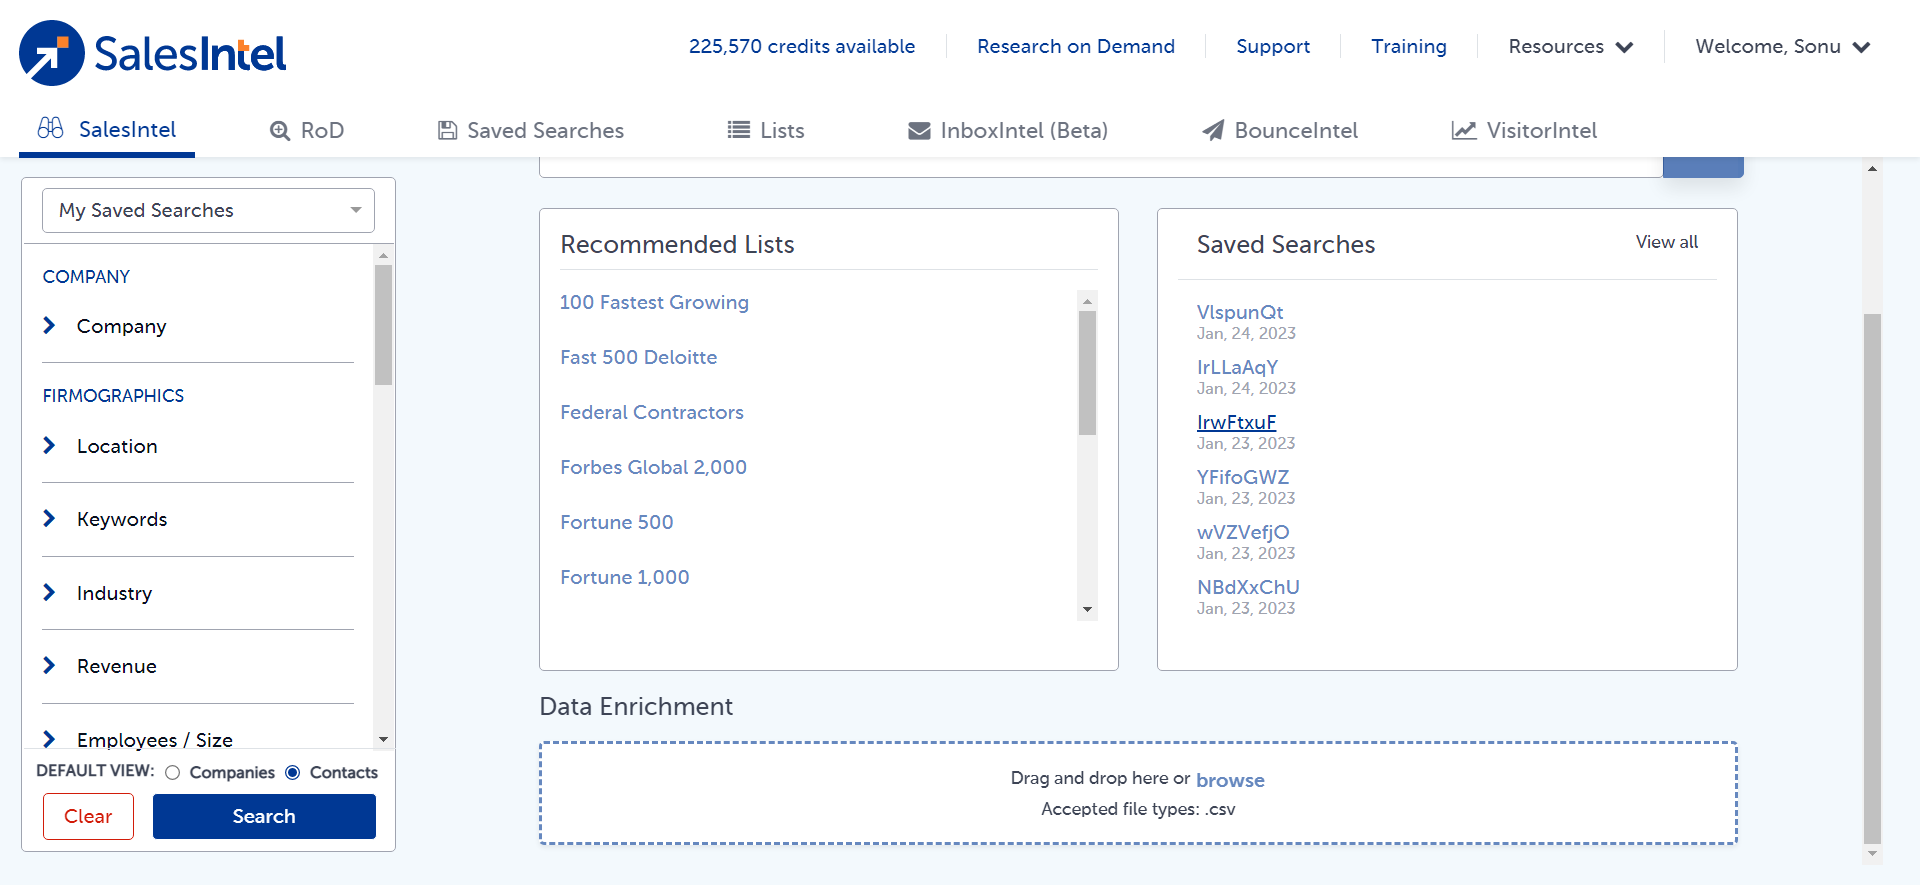 SalesIntel
225,570 credits available
Research on Demand
Support
Training
Resources
Welcome, Sonu
SalesIntel
RoD
Saved Searches
Lists
InboxIntel (Beta)
BounceIntel
VisitorIntel
My Saved Searches
COMPANY
Company
FIRMOGRAPHICS
Location
Keywords
Industry
Revenue
Employees / Size
DEFAULT VIEW:
Companies
Contacts
Clear
Search
Recommended Lists
100 Fastest Growing
Fast 500 Deloitte
Federal Contractors
Forbes Global 2,000
Fortune 500
Fortune 1,000
Saved Searches
View all
VlspunQt
Jan, 24, 2023
IrLLaAqY
Jan, 24, 2023
IrwFtxuF
Jan, 23, 2023
YFifoGWZ
Jan, 23, 2023
wVZVefjO
Jan, 23, 2023
NBdXxChU
Jan, 23, 2023
Data Enrichment
Drag and drop here or browse
Accepted file types: .csv